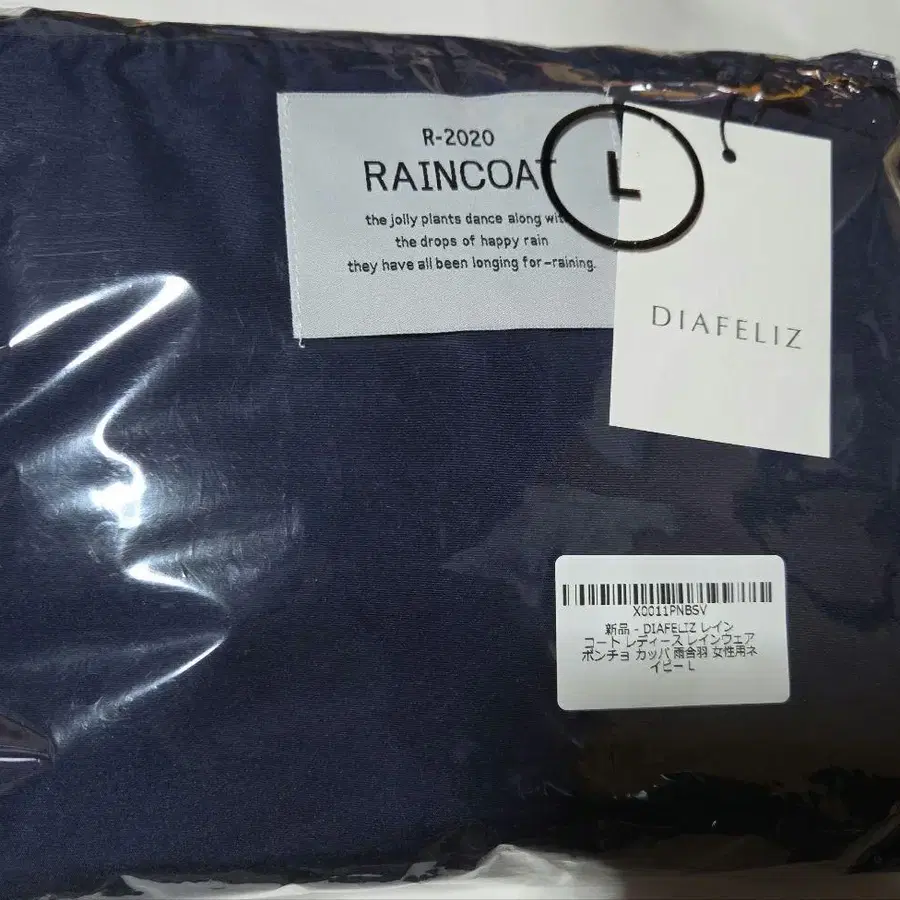 R-2020
RAINCOAT
the jolly plants dance along with
the drops of happy rain
they have all been longing for-raining.
L
DIAFELIZ
X0011PNBSV
新品 - DIAFELIZ レイン
コート レディース レインウェア
ポンチョ カッパ 雨合羽 女性用ネ
イビー L